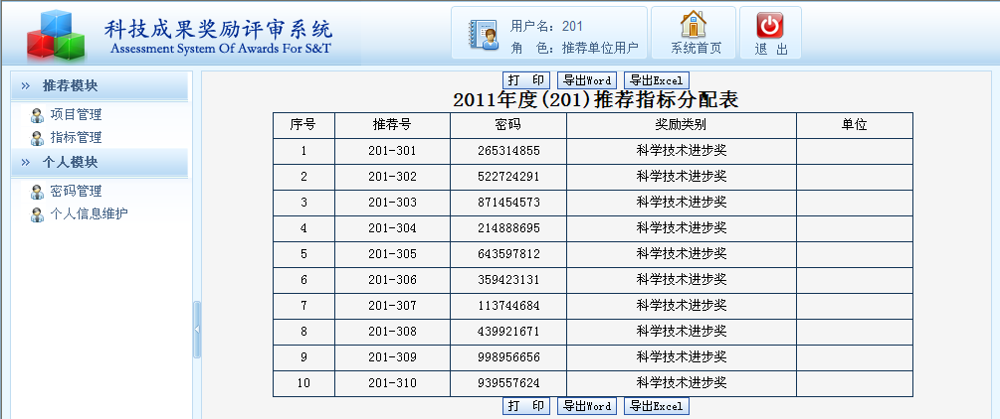 科技成果奖励评审系统
Assessment System Of Awards For S&T
用户名：201
角　色：推荐单位用户
系统首页
退 出
推荐模块
项目管理
指标管理
个人模块
密码管理
个人信息维护
打 印 导出Word 导出Excel
2011年度(201)推荐指标分配表
序号 推荐号 密码 奖励类别 单位
1 201-301 265314855 科学技术进步奖
2 201-302 522724291 科学技术进步奖
3 201-303 871454573 科学技术进步奖
4 201-304 214888695 科学技术进步奖
5 201-305 643597812 科学技术进步奖
6 201-306 359423131 科学技术进步奖
7 201-307 113744684 科学技术进步奖
8 201-308 439921671 科学技术进步奖
9 201-309 998956656 科学技术进步奖
10 201-310 939557624 科学技术进步奖
打 印 导出Word 导出Excel